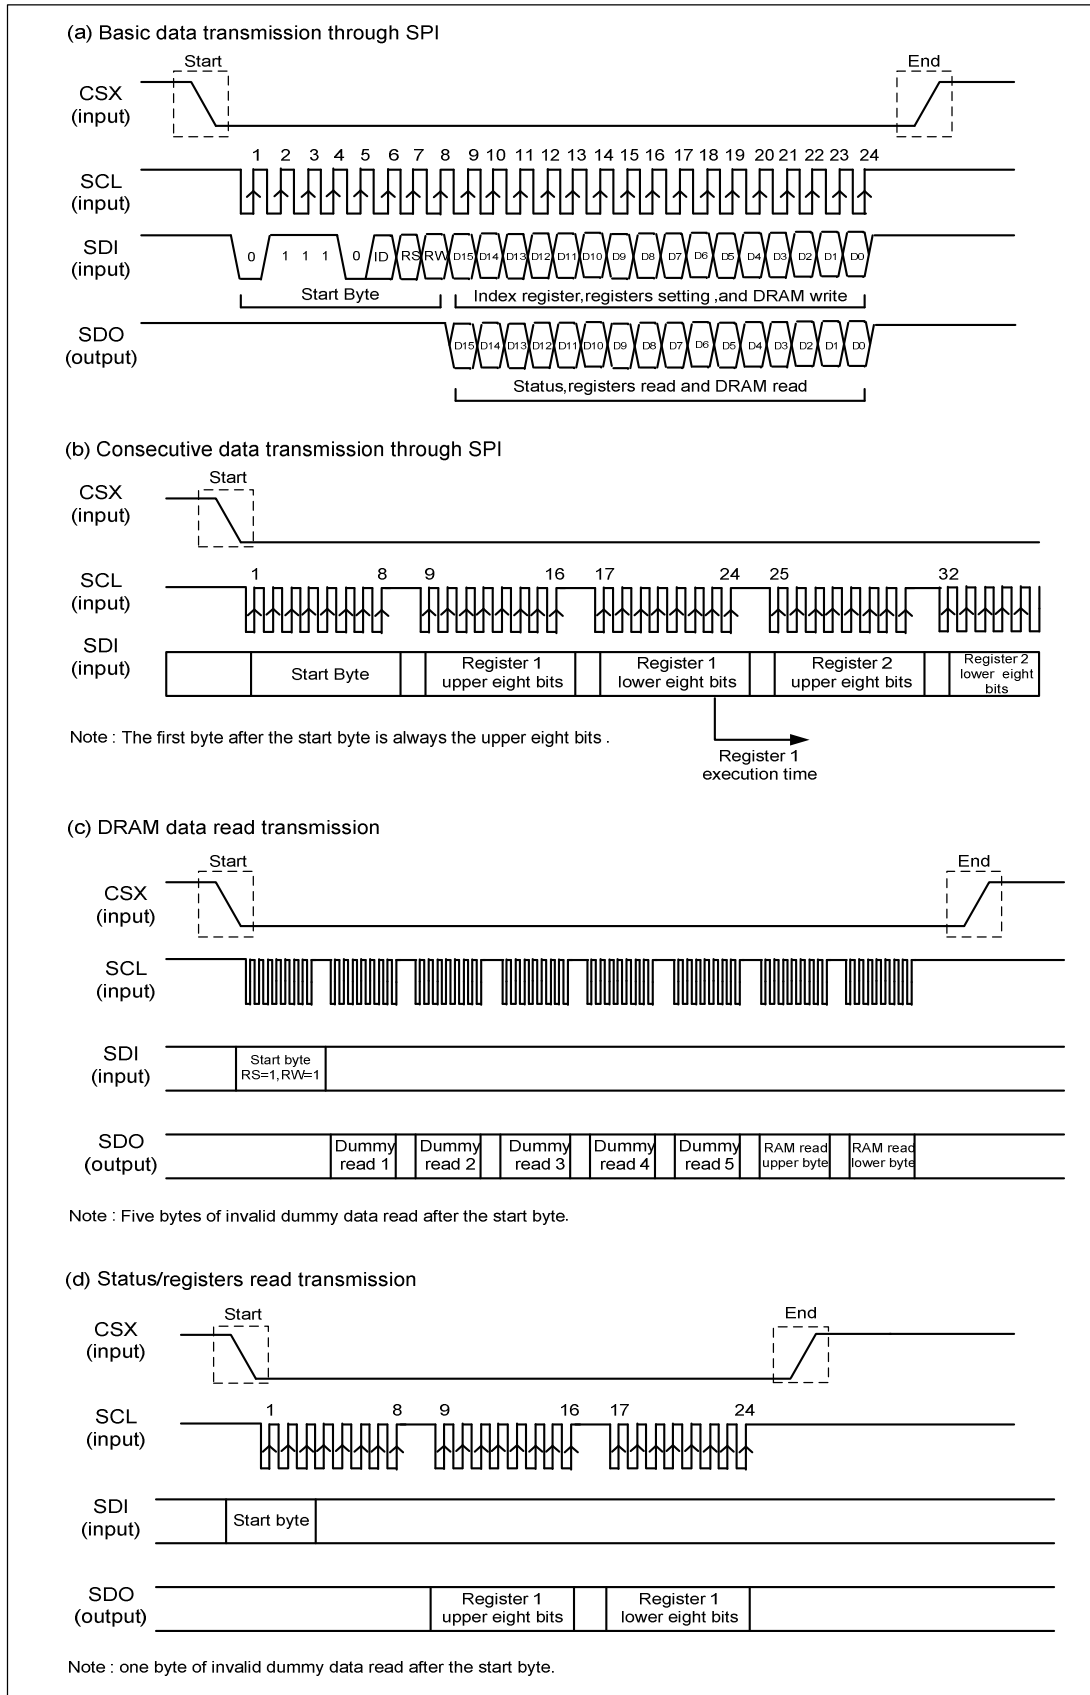 (a) Basic data transmission through SPI
Start
End
CSX
(input)
1 2 3 4 5 6 7 8 9 10 11 12 13 14 15 16 17 18 19 20 21 22 23 24
SCL
(input)
SDI
(input)
0 1 1 1 0 ID RS RW D15 D14 D13 D12 D11 D10 D9 D8 D7 D6 D5 D4 D3 D2 D1 D0
Start Byte
Index register,registers setting ,and DRAM write
SDO
(output)
D15 D14 D13 D12 D11 D10 D9 D8 D7 D6 D5 D4 D3 D2 D1 D0
Status,registers read and DRAM read
(b) Consecutive data transmission through SPI
Start
CSX
(input)
SCL
(input)
1 8 9 16 17 24 25 32
SDI
(input)
Start Byte
Register 1
upper eight bits
Register 1
lower eight bits
Register 2
upper eight bits
Register 2
lower eight
bits
Note : The first byte after the start byte is always the upper eight bits .
Register 1
execution time
(c) DRAM data read transmission
Start
End
CSX
(input)
SCL
(input)
SDI
(input)
Start byte
RS=1,RW=1
SDO
(output)
Dummy
read 1
Dummy
read 2
Dummy
read 3
Dummy
read 4
Dummy
read 5
RAM read
upper byte
RAM read
lower byte
Note : Five bytes of invalid dummy data read after the start byte.
(d) Status/registers read transmission
Start
End
CSX
(input)
SCL
(input)
1 8 9 16 17 24
SDI
(input)
Start byte
SDO
(output)
Register 1
upper eight bits
Register 1
lower eight bits
Note : one byte of invalid dummy data read after the start byte.